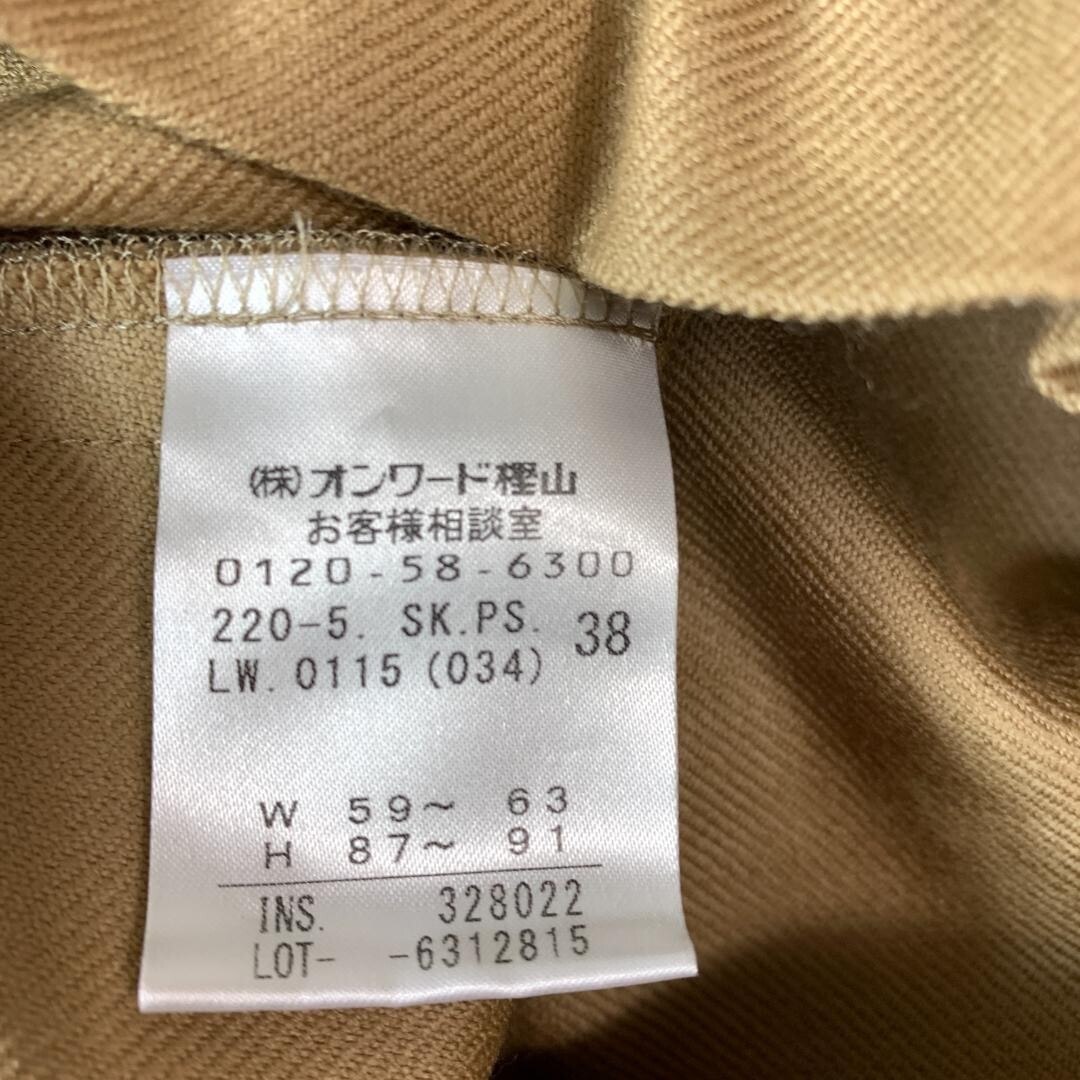 (株)オンワード樫山
お客様相談室
0120-58-6300
220-5. SK.PS. 38
LW. 0115 (034)
W 59~ 63
H 87~ 91
INS. 328022
LOT- -6312815